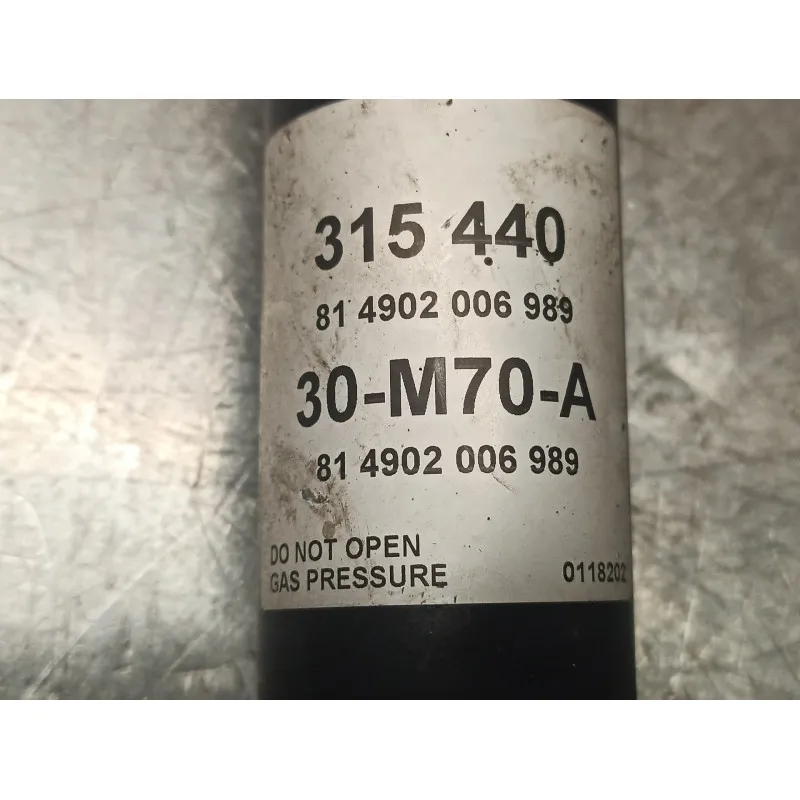 315 440
81 4902 006 989
30-M70-A
81 4902 006 989
DO NOT OPEN
GAS PRESSURE 0118202